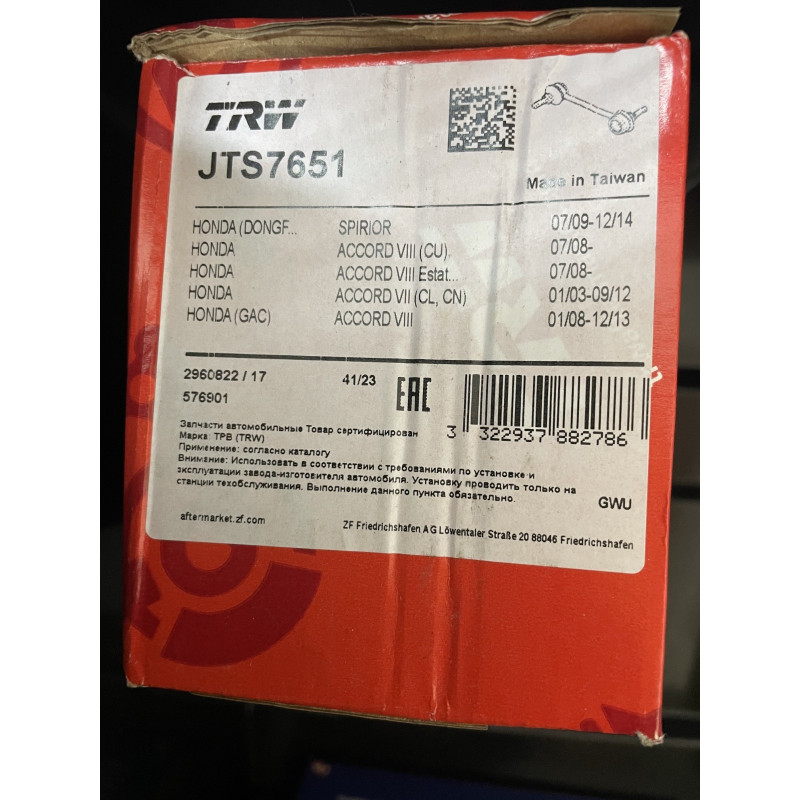 TRW
JTS7651
Made in Taiwan
HONDA (DONGF... SPIRIOR 07/09-12/14
HONDA ACCORD VIII (CU) 07/08-
HONDA ACCORD VIII Estat... 07/08-
HONDA ACCORD VII (CL, CN) 01/03-09/12
HONDA (GAC) ACCORD VIII 01/08-12/13
2960822 / 17 41/23 EAC
576901
3 322937 882786
Запчасти автомобильные Товар сертифицирован
Марка: ТРВ (TRW)
Применение: согласно каталогу
Внимание: Использовать в соответствии с требованиями по установке и
эксплуатации завода-изготовителя автомобиля. Установку проводить только на
станции техобслуживания. Выполнение данного пункта обязательно.
GWU
aftermarket.zf.com ZF Friedrichshafen AG Löwentaler Straße 20 88046 Friedrichshafen